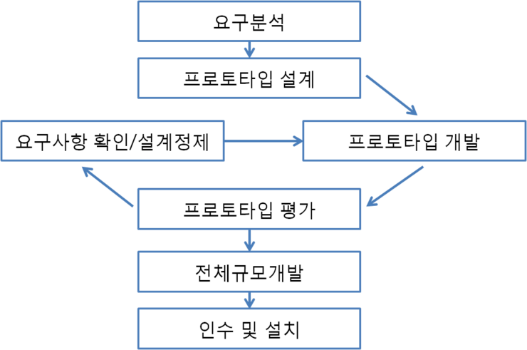 요구분석
프로토타입 설계
요구사항 확인/설계정제
프로토타입 개발
프로토타입 평가
전체규모개발
인수 및 설치